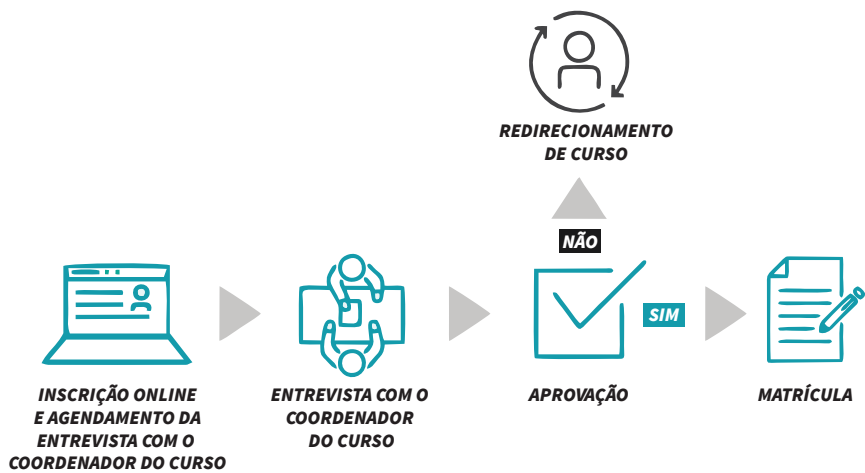 REDIRECIONAMENTO
DE CURSO
NÃO
SIM
INSCRIÇÃO ONLINE
E AGENDAMENTO DA
ENTREVISTA COM O
COORDENADOR DO CURSO
ENTREVISTA COM O
COORDENADOR
DO CURSO
APROVAÇÃO
MATRÍCULA